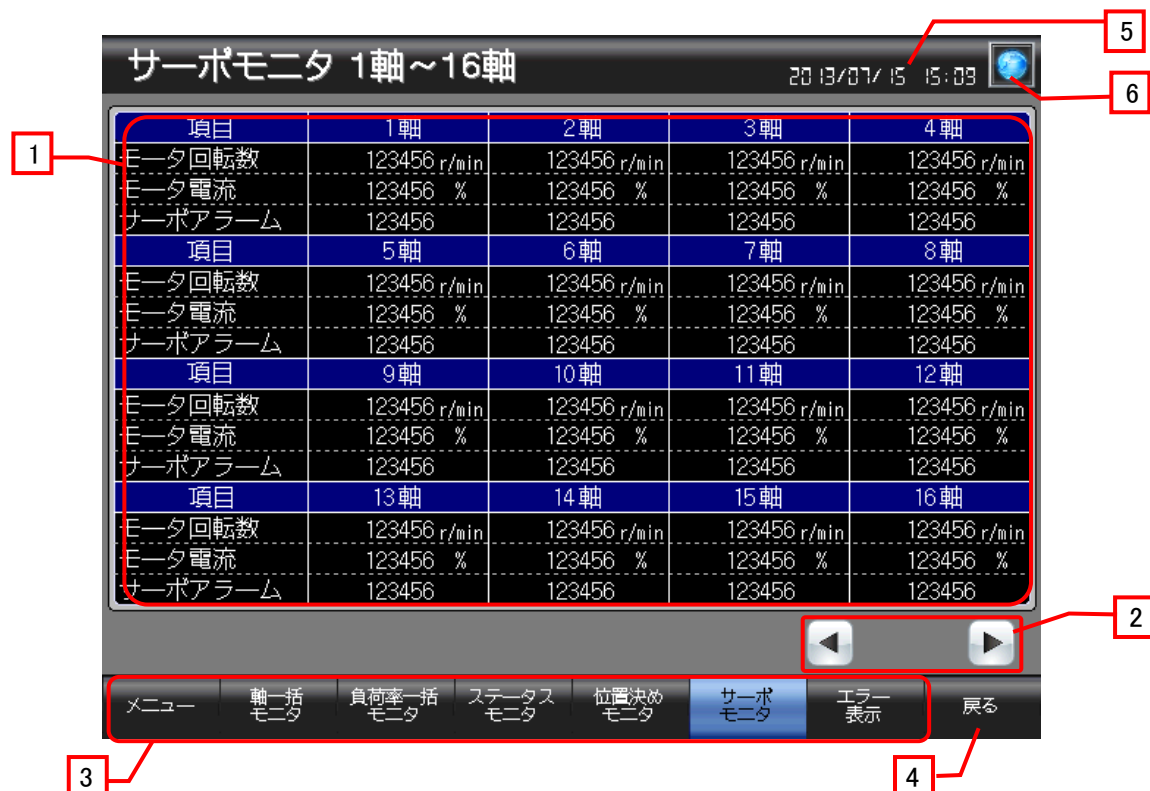 5
サーボモニタ 1軸～16軸
2013/07/15 15:09
6
1
項目 1軸 2軸 3軸 4軸
モータ回転数 123456 r/min 123456 r/min 123456 r/min 123456 r/min
モータ電流 123456 % 123456 % 123456 % 123456 %
サーボアラーム 123456 123456 123456 123456
項目 5軸 6軸 7軸 8軸
モータ回転数 123456 r/min 123456 r/min 123456 r/min 123456 r/min
モータ電流 123456 % 123456 % 123456 % 123456 %
サーボアラーム 123456 123456 123456 123456
項目 9軸 10軸 11軸 12軸
モータ回転数 123456 r/min 123456 r/min 123456 r/min 123456 r/min
モータ電流 123456 % 123456 % 123456 % 123456 %
サーボアラーム 123456 123456 123456 123456
項目 13軸 14軸 15軸 16軸
モータ回転数 123456 r/min 123456 r/min 123456 r/min 123456 r/min
モータ電流 123456 % 123456 % 123456 % 123456 %
サーボアラーム 123456 123456 123456 123456
2
メニュー
軸一括
モニタ
負荷率一括
モニタ
ステータス
モニタ
位置決め
モニタ
サーボ
モニタ
エラー
表示
戻る
3
4